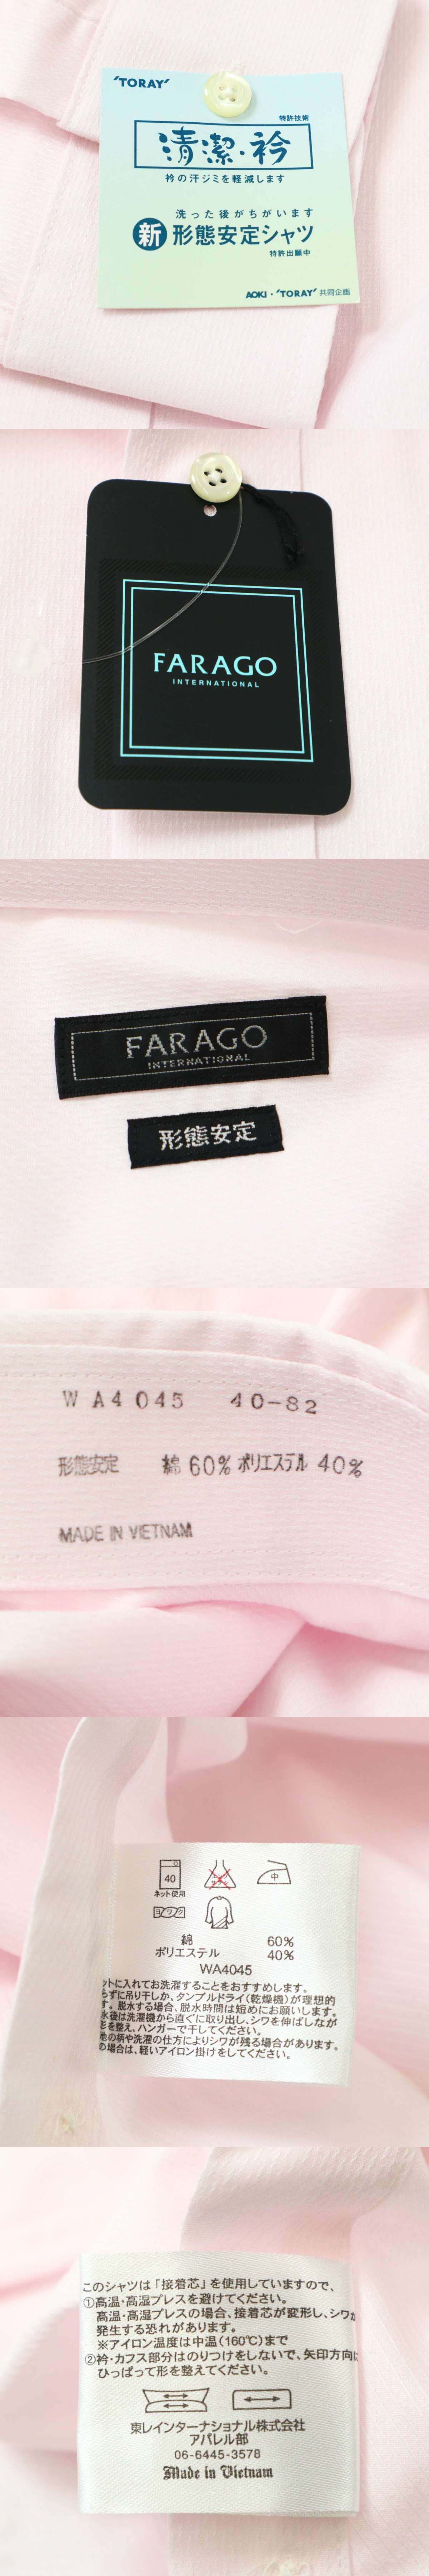 'TORAY'
特許技術
清潔・衿
衿の汗ジミを軽減します
洗った後がちがいます
新 形態安定シャツ
特許出願中
AOKI・'TORAY' 共同企画
FARAGO
INTERNATIONAL
FARAGO
INTERNATIONAL
形態安定
WA4045 40-82
形態安定 綿 60% ポリエステル 40%
MADE IN VIETNAM
40 中
ネット使用
ヨワク
綿 60%
ポリエステル 40%
WA4045
ットに入れてお洗濯することをおすすめします。
らずに吊り干しか、タンブルドライ(乾燥機)が理想的
す。脱水する場合、脱水時間は短めにお願いします。
水後は洗濯機から直ぐに取り出し、シワを伸ばしなが
形を整え、ハンガーで干してください。
地の柄や洗濯の仕方によりシワが残る場合があります。
の場合は、軽いアイロン掛けをしてください。
このシャツは「接着芯」を使用していますので、
①高温・高湿プレスを避けてください。
高温・高湿プレスの場合、接着芯が変形し、シワが
発生する恐れがあります。
※アイロン温度は中温(160℃)まで
②衿・カフス部分はのりつけをしないで、矢印方向に
ひっぱって形を整えてください。
東レインターナショナル株式会社
アパレル部
06-6445-3578
Made in Vietnam